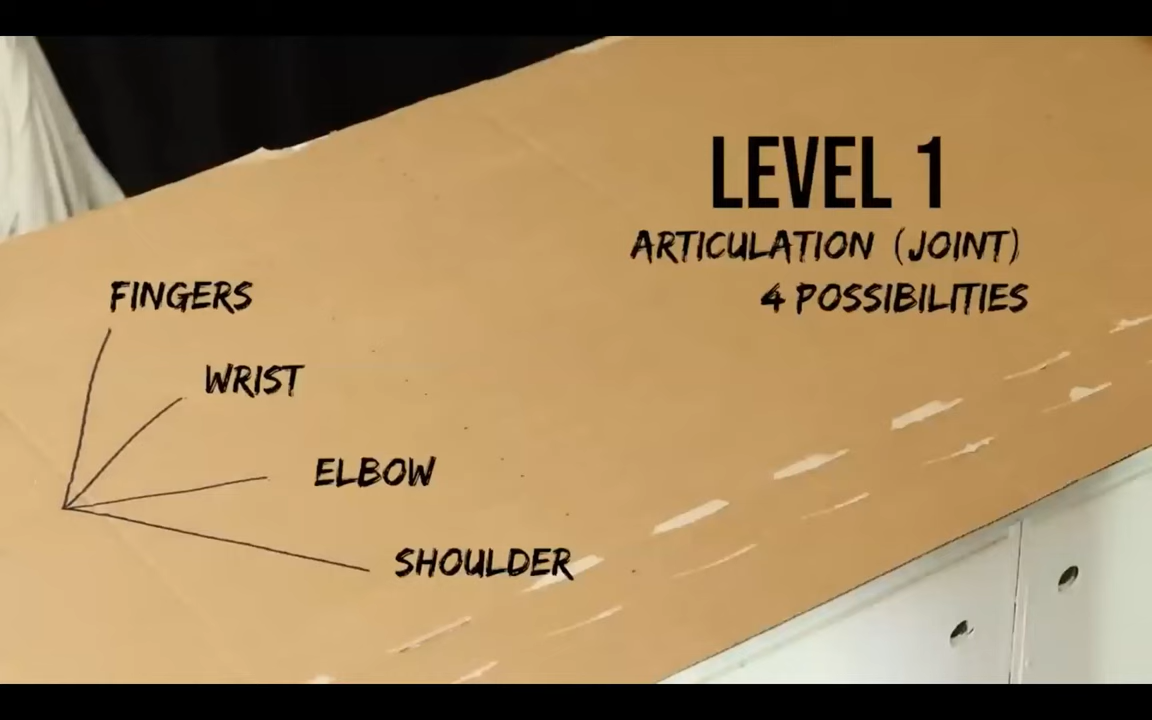 LEVEL 1
ARTICULATION (JOINT)
4 POSSIBILITIES
FINGERS
WRIST
ELBOW
SHOULDER